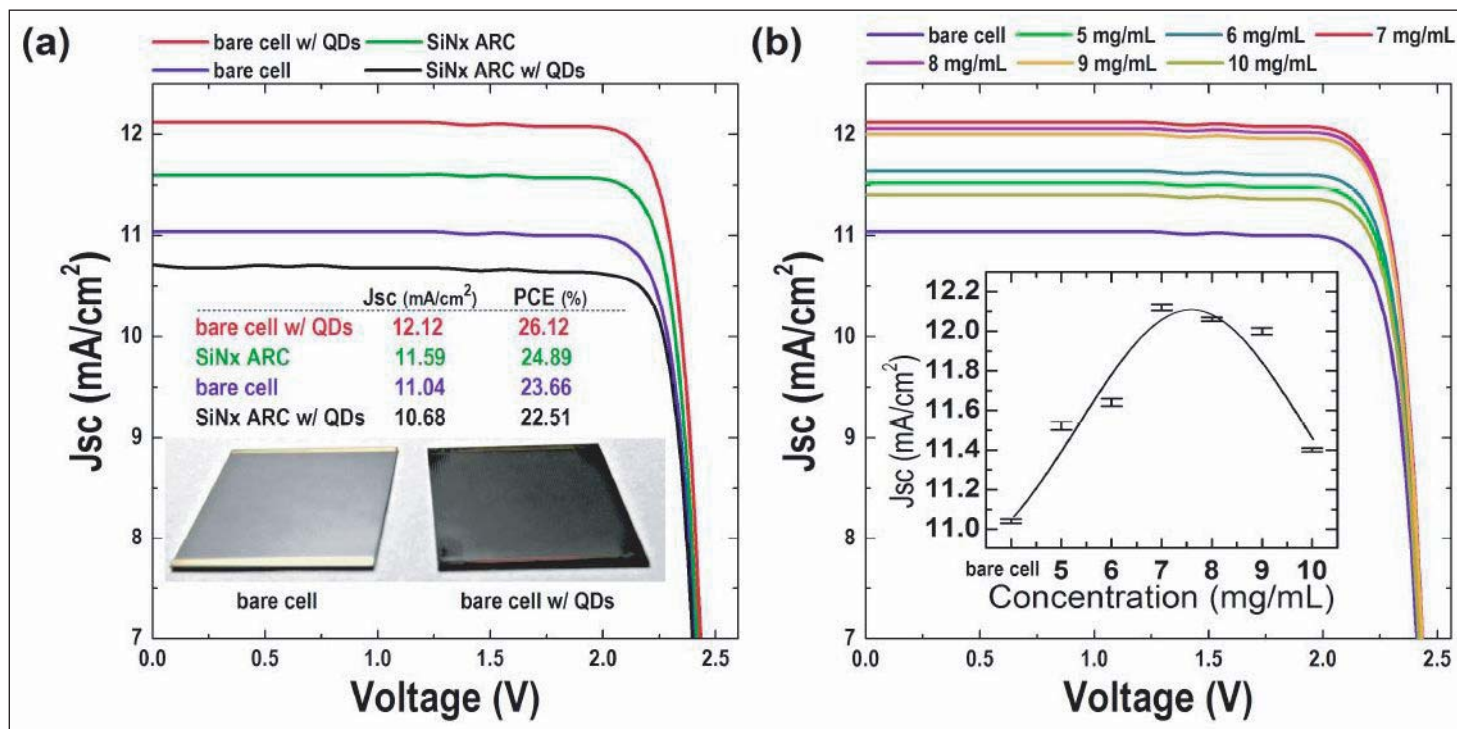 (a)
bare cell w/ QDs SiNx ARC
bare cell SiNx ARC w/ QDs
Jsc (mA/cm²)
12
11
10
9
8
7
0.0 0.5 1.0 1.5 2.0 2.5
Voltage (V)
Jsc (mA/cm²) PCE (%)
bare cell w/ QDs 12.12 26.12
SiNx ARC 11.59 24.89
bare cell 11.04 23.66
SiNx ARC w/ QDs 10.68 22.51
bare cell bare cell w/ QDs
(b)
bare cell 5 mg/mL 6 mg/mL 7 mg/mL
8 mg/mL 9 mg/mL 10 mg/mL
Jsc (mA/cm²)
12
11
10
9
8
7
0.0 0.5 1.0 1.5 2.0 2.5
Voltage (V)
Jsc (mA/cm²)
12.2
12.0
11.8
11.6
11.4
11.2
11.0
bare cell 5 6 7 8 9 10
Concentration (mg/mL)